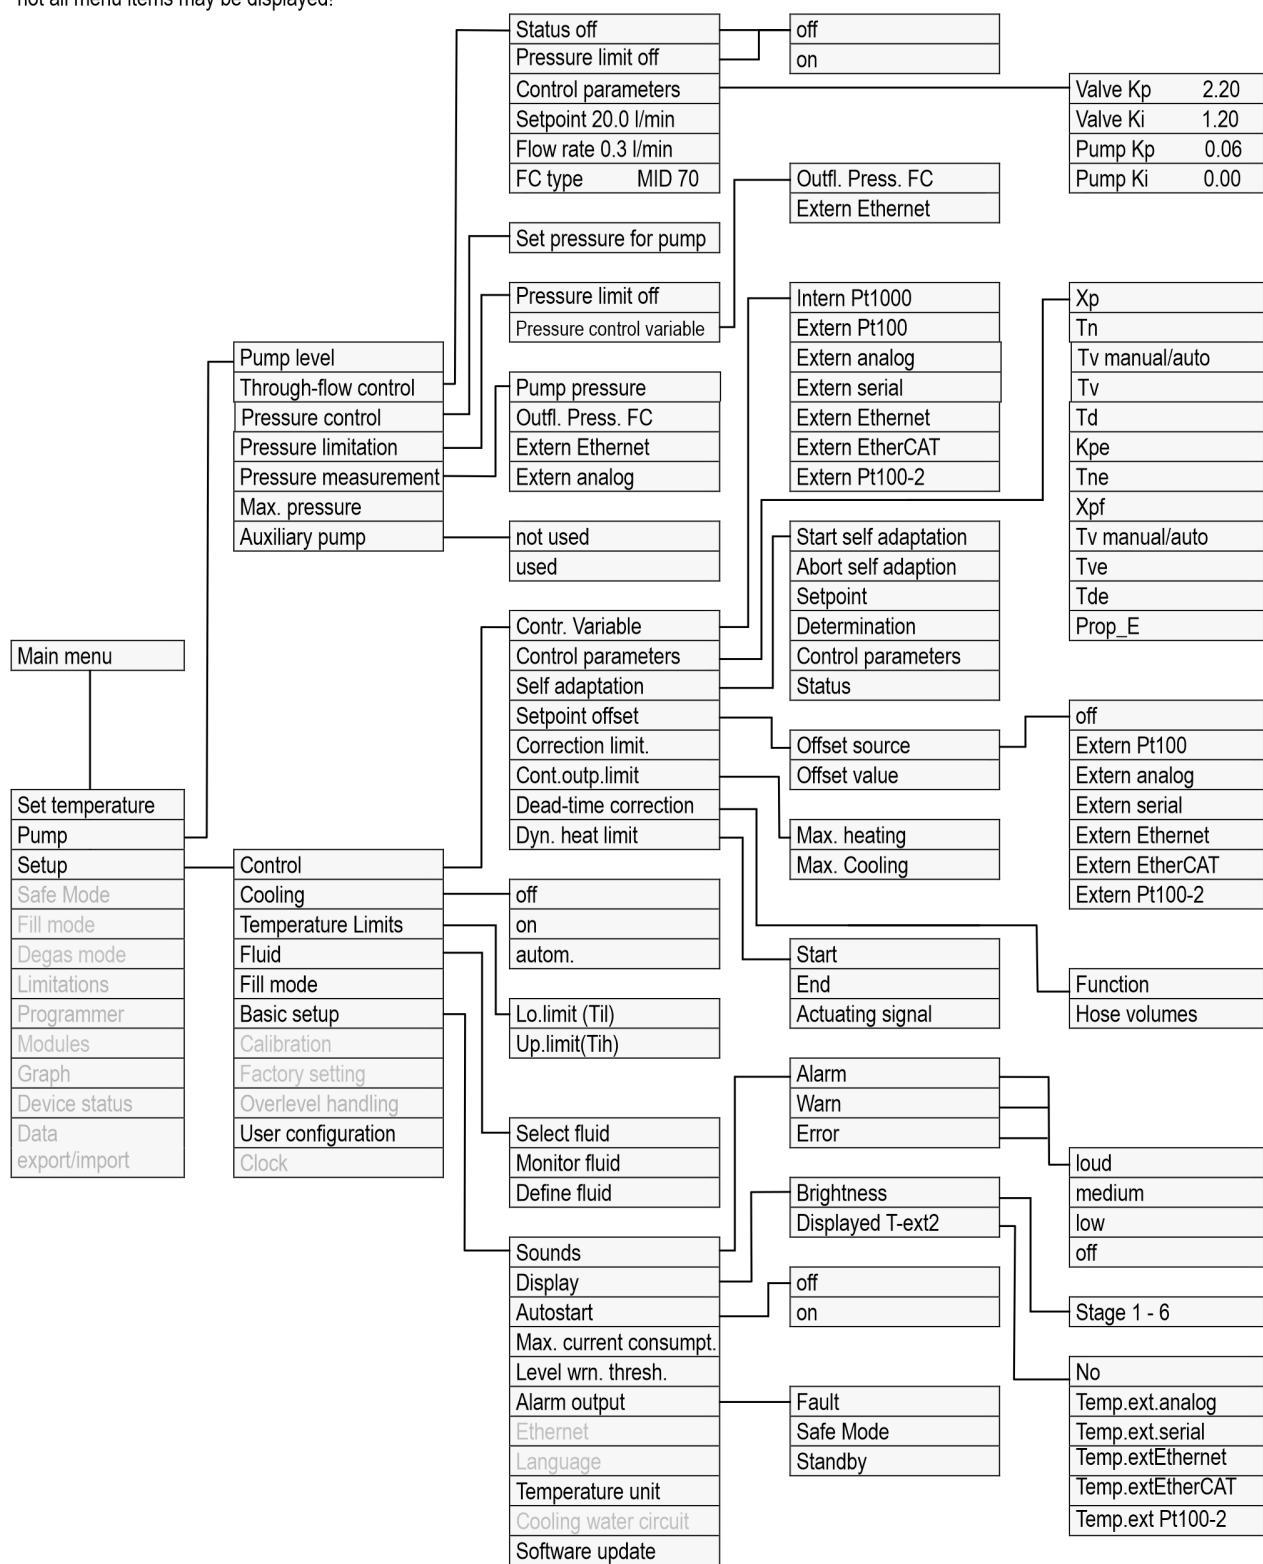 not all menu items may be displayed!
Status off
Pressure limit off
Control parameters
Setpoint 20.0 l/min
Flow rate 0.3 l/min
FC type MID 70
off
on
Valve Kp 2.20
Valve Ki 1.20
Pump Kp 0.06
Pump Ki 0.00
Outfl. Press. FC
Extern Ethernet
Set pressure for pump
Pressure limit off
Pressure control variable
Pump level
Through-flow control
Pressure control
Pressure limitation
Pressure measurement
Max. pressure
Auxiliary pump
Pump pressure
Outfl. Press. FC
Extern Ethernet
Extern analog
not used
used
Intern Pt1000
Extern Pt100
Extern analog
Extern serial
Extern Ethernet
Extern EtherCAT
Extern Pt100-2
Xp
Tn
Tv manual/auto
Tv
Td
Kpe
Tne
Xpf
Tv manual/auto
Tve
Tde
Prop_E
Start self adaptation
Abort self adaption
Setpoint
Determination
Control parameters
Status
Main menu
Set temperature
Pump
Setup
Safe Mode
Fill mode
Degas mode
Limitations
Programmer
Modules
Graph
Device status
Data
export/import
Contr. Variable
Control parameters
Self adaptation
Setpoint offset
Correction limit.
Cont.outp.limit
Dead-time correction
Dyn. heat limit
Offset source
Offset value
off
Extern Pt100
Extern analog
Extern serial
Extern Ethernet
Extern EtherCAT
Extern Pt100-2
Max. heating
Max. Cooling
Control
Cooling
Temperature Limits
Fluid
Fill mode
Basic setup
Calibration
Factory setting
Overlevel handling
User configuration
Clock
off
on
autom.
Start
End
Actuating signal
Function
Hose volumes
Lo.limit (Til)
Up.limit(Tih)
Alarm
Warn
Error
loud
medium
low
off
Select fluid
Monitor fluid
Define fluid
Brightness
Displayed T-ext2
Sounds
Display
Autostart
Max. current consumpt.
Level wrn. thresh.
Alarm output
Ethernet
Language
Temperature unit
Cooling water circuit
Software update
off
on
Stage 1 - 6
Fault
Safe Mode
Standby
No
Temp.ext.analog
Temp.ext.serial
Temp.extEthernet
Temp.extEtherCAT
Temp.ext Pt100-2